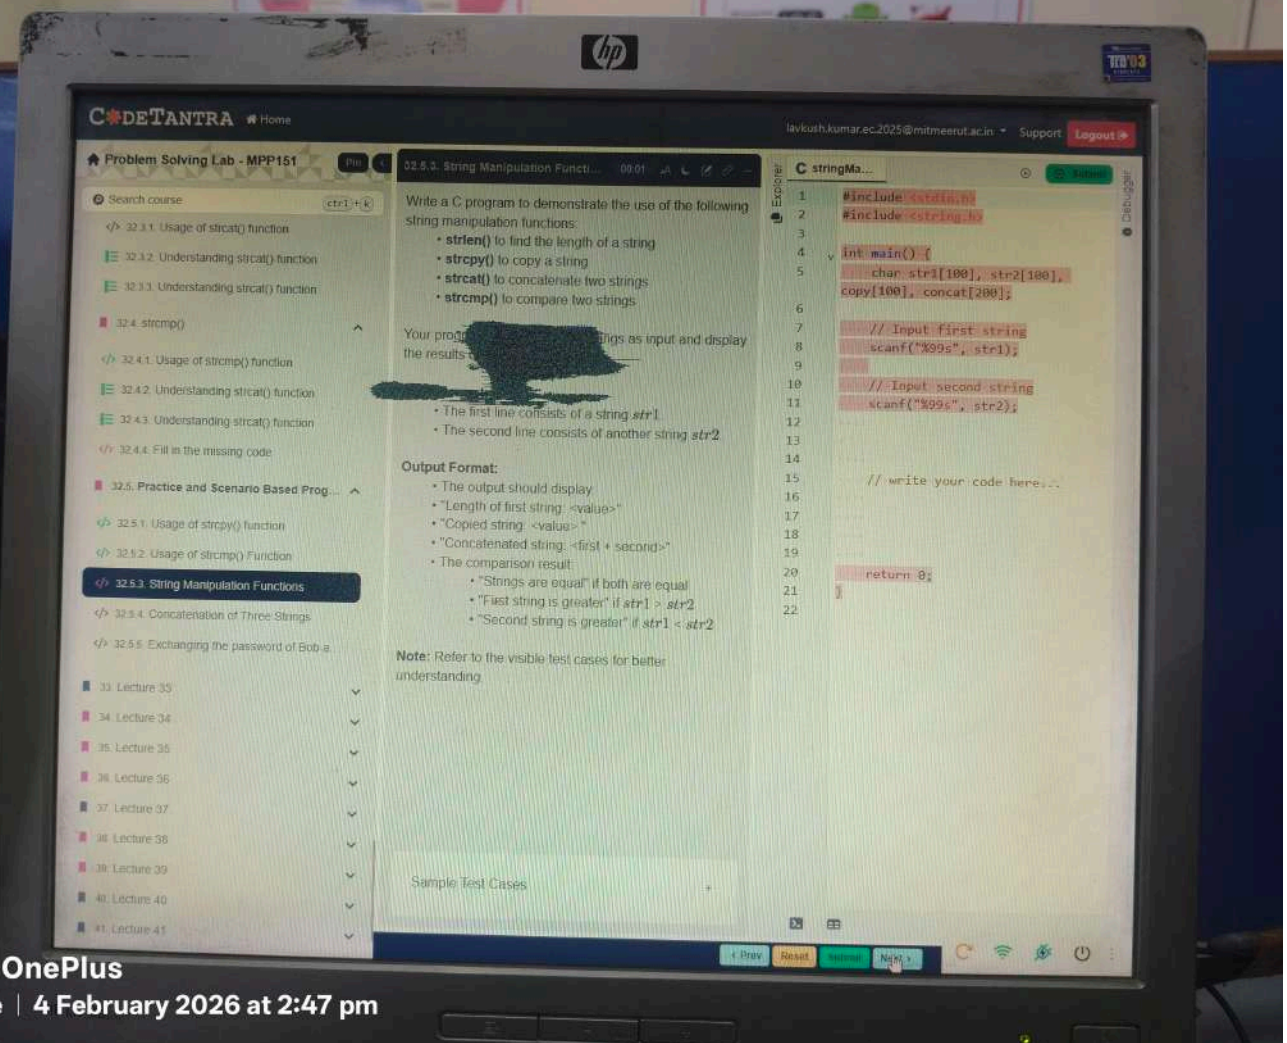 hp
CODETANTRA Home
lavkush.kumar.ec.2025@mitmeerut.ac.in Support Logout
Problem Solving Lab - MPP151 Pin
Search course ctrl + k
32.3.1. Usage of strcat() function
32.3.2. Understanding strcat() function
32.3.3. Understanding strcat() function
32.4. strcmp()
32.4.1. Usage of strcmp() function
32.4.2. Understanding strcat() function
32.4.3. Understanding strcat() function
32.4.4. Fill in the missing code
32.5. Practice and Scenario Based Prog...
32.5.1. Usage of strcpy() function
32.5.2. Usage of strcmp() Function
32.5.3. String Manipulation Functions
32.5.4. Concatenation of Three Strings
32.5.5. Exchanging the password of Bob a...
33. Lecture 35
34. Lecture 34
35. Lecture 35
36. Lecture 36
37. Lecture 37
38. Lecture 38
39. Lecture 39
40. Lecture 40
41. Lecture 41
32.5.3. String Manipulation Functi... 00:01
Write a C program to demonstrate the use of the following
string manipulation functions:
• strlen() to find the length of a string
• strcpy() to copy a string
• strcat() to concatenate two strings
• strcmp() to compare two strings
Your as input and display
the results
• The first line consists of a string str1
• The second line consists of another string str2
Output Format:
• The output should display
• "Length of first string: <value>"
• "Copied string: <value> "
• "Concatenated string: <first + second>"
• The comparison result:
• "Strings are equal" if both are equal
• "First string is greater" if str1 > str2
• "Second string is greater" if str1 < str2
Note: Refer to the visible test cases for better
understanding
Sample Test Cases +
Explorer
C stringMa...
Submit
Debugger
1 #include <stdio.h>
2 #include <string.h>
3
4 int main() {
5 char str1[100], str2[100],
copy[100], concat[200];
6
7 // Input first string
8 scanf("%99s", str1);
9
10 // Input second string
11 scanf("%99s", str2);
12
13
14
15 // write your code here...
16
17
18
19
20 return 0;
21 }
22
‹ Prev Reset Submit Next ›
OnePlus
4 February 2026 at 2:47 pm